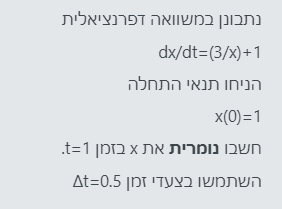 נתבונן במשוואה דפרנציאלית
dx/dt=(3/x)+1
הניחו תנאי התחלה
x(0)=1
חשבו נומרית את x בזמן t=1.
השתמשו בצעדי זמן Δt=0.5